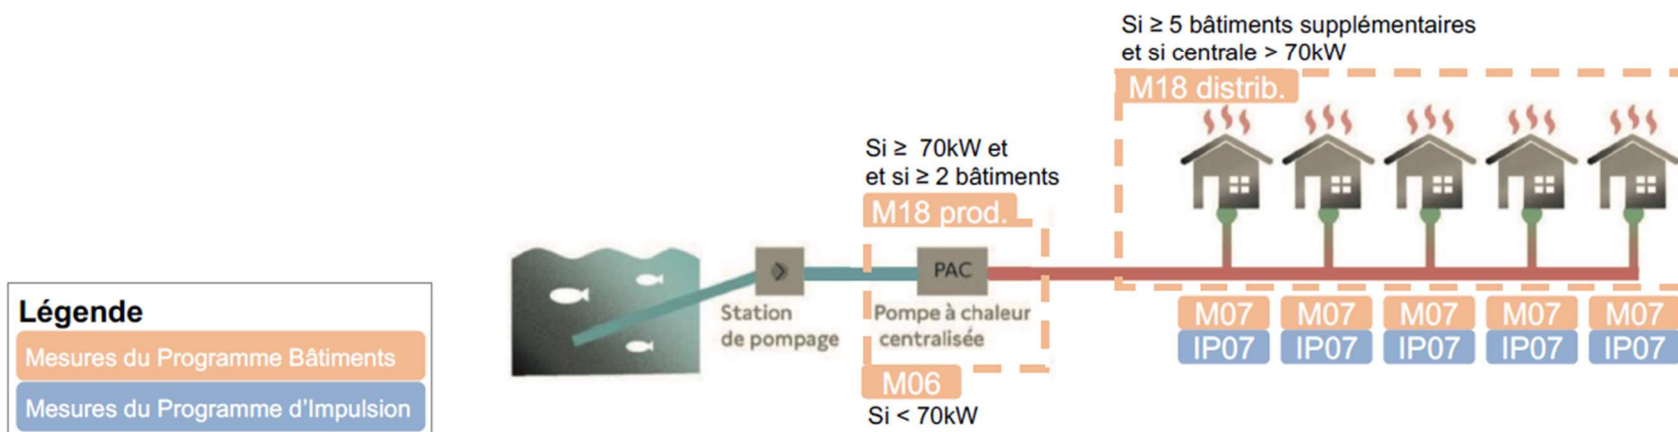 Si ≥ 5 bâtiments supplémentaires
et si centrale > 70kW
M18 distrib.
Si ≥ 70kW et
et si ≥ 2 bâtiments
M18 prod.
PAC
Station
de pompage
Pompe à chaleur
centralisée
M06
Si < 70kW
M07 M07 M07 M07 M07
IP07 IP07 IP07 IP07 IP07
Légende
Mesures du Programme Bâtiments
Mesures du Programme d'Impulsion